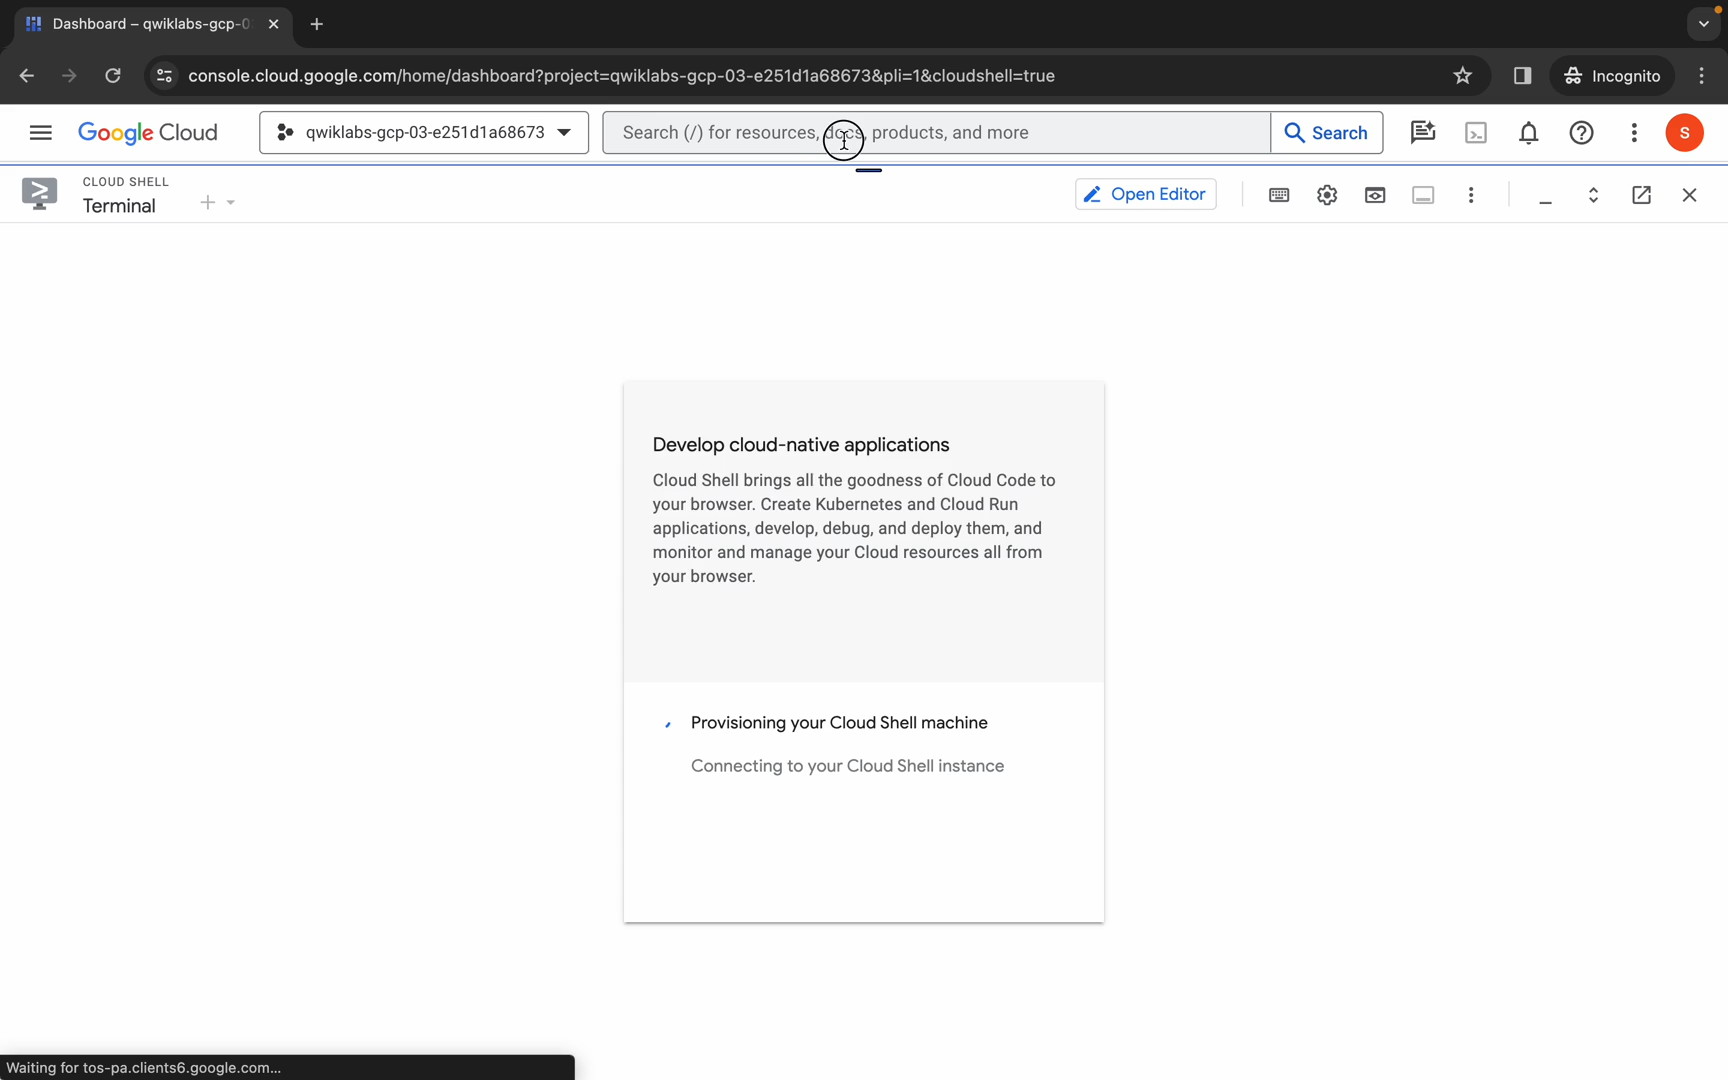 Dashboard – qwiklabs-gcp-0
console.cloud.google.com/home/dashboard?project=qwiklabs-gcp-03-e251d1a68673&pli=1&cloudshell=true
Incognito
Google Cloud
qwiklabs-gcp-03-e251d1a68673
Search (/) for resources, docs, products, and more
Search
S
CLOUD SHELL
Terminal
Open Editor
Develop cloud-native applications
Cloud Shell brings all the goodness of Cloud Code to
your browser. Create Kubernetes and Cloud Run
applications, develop, debug, and deploy them, and
monitor and manage your Cloud resources all from
your browser.
Provisioning your Cloud Shell machine
Connecting to your Cloud Shell instance
Waiting for tos-pa.clients6.google.com...